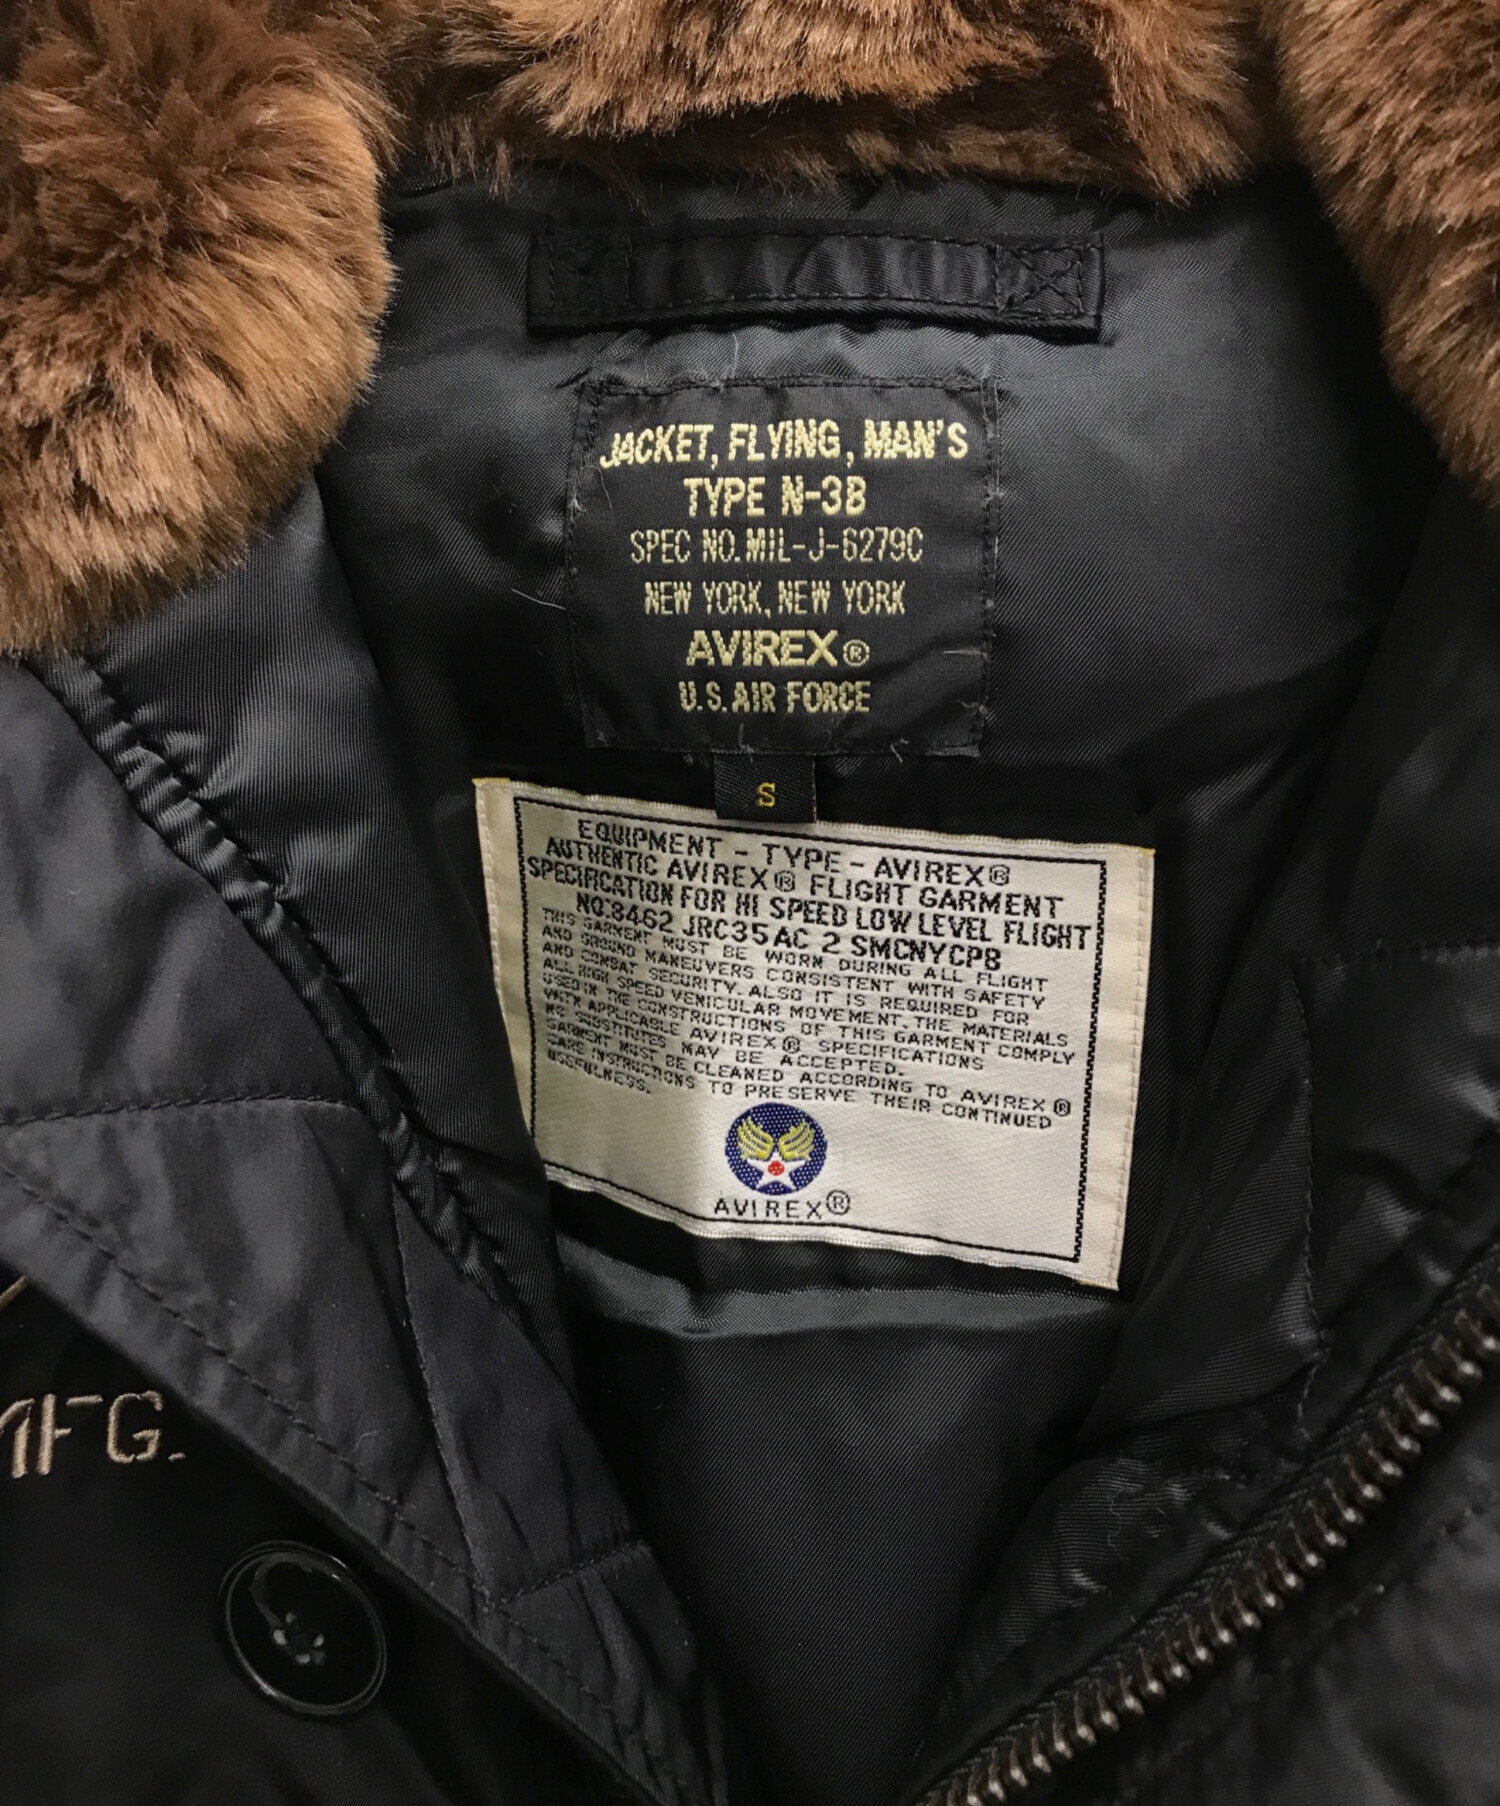 JACKET, FLYING, MAN'S
TYPE N-3B
SPEC NO. MIL-J-6279C
NEW YORK, NEW YORK
AVIREX®
U.S. AIR FORCE
S
EQUIPMENT - TYPE - AVIREX®
AUTHENTIC AVIREX® FLIGHT GARMENT
SPECIFICATION FOR HI SPEED LOW LEVEL FLIGHT
NO.8462 JRC35AC 2 SMCNYCPB
THIS GARMENT MUST BE WORN DURING ALL FLIGHT
AND GROUND MANEUVERS CONSISTENT WITH SAFETY
AND COMBAT SECURITY. ALSO IT IS REQUIRED FOR
ALL HIGH SPEED VENICULAR MOVEMENT. THE MATERIALS
USED IN THE CONSTRUCTIONS OF THIS GARMENT COMPLY
WITH APPLICABLE AVIREX® SPECIFICATIONS
NO SUBSTITUTES MAY BE ACCEPTED.
GARMENT MUST BE CLEANED ACCORDING TO AVIREX®
CARE INSTRUCTIONS TO PRESERVE THEIR CONTINUED
USEFULNESS.
AVIREX®
MFG.